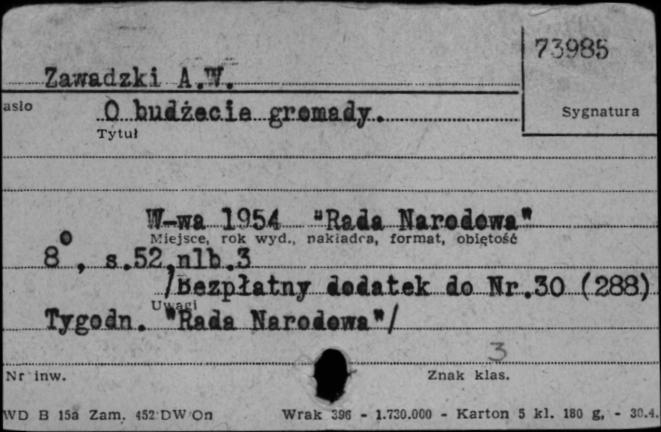 73985
Zawadzki A.W.
asło
O budżecie gromady.
Sygnatura
Tytuł
W-wa 1954 "Rada Narodowa"
Miejsce, rok wyd., nakładca, format, objętość
8°, s.52,nlb.3
/Bezpłatny dodatek do Nr.30 (288)
Uwagi
Tygodn. "Rada Narodowa"/
3
Nr inw.
Znak klas.
WD B 15a Zam. 452 DW On Wrak 396 - 1.730.000 - Karton 5 kl. 180 g, - 30.4.